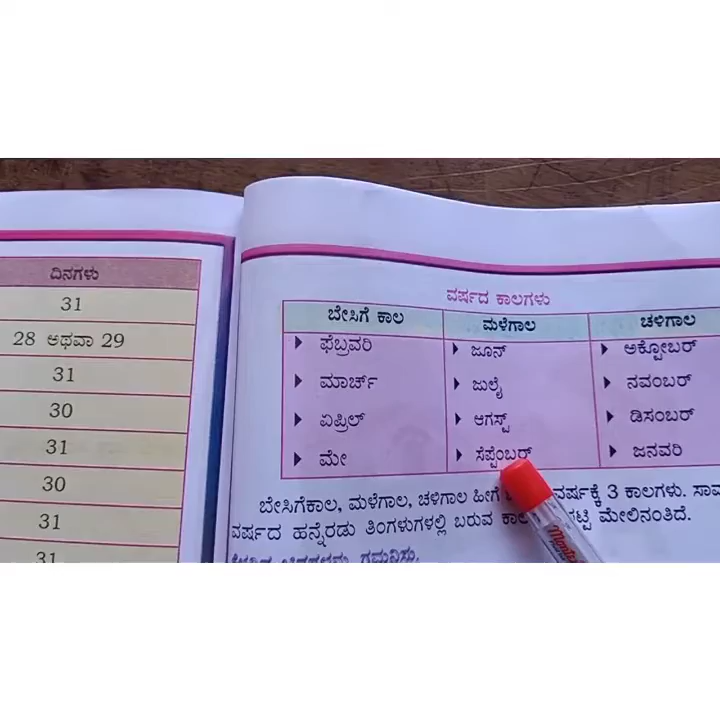 ದಿನಗಳು
31
28 ಅಥವಾ 29
31
30
31
30
31
31
ವರ್ಷದ ಕಾಲಗಳು
ಬೇಸಿಗೆ ಕಾಲ ಮಳೆಗಾಲ ಚಳಿಗಾಲ
ಫೆಬ್ರವರಿ ಜೂನ್ ಅಕ್ಟೋಬರ್
ಮಾರ್ಚ್ ಜುಲೈ ನವಂಬರ್
ಏಪ್ರಿಲ್ ಆಗಸ್ಟ್ ಡಿಸಂಬರ್
ಮೇ ಸೆಪ್ಟೆಂಬರ್ ಜನವರಿ
ಬೇಸಿಗೆಕಾಲ, ಮಳೆಗಾಲ, ಚಳಿಗಾಲ ಹೀಗೆ ವರ್ಷಕ್ಕೆ 3 ಕಾಲಗಳು.
ವರ್ಷದ ಹನ್ನೆರಡು ತಿಂಗಳುಗಳಲ್ಲಿ ಬರುವ ಮೇಲಿನಂತಿದೆ.